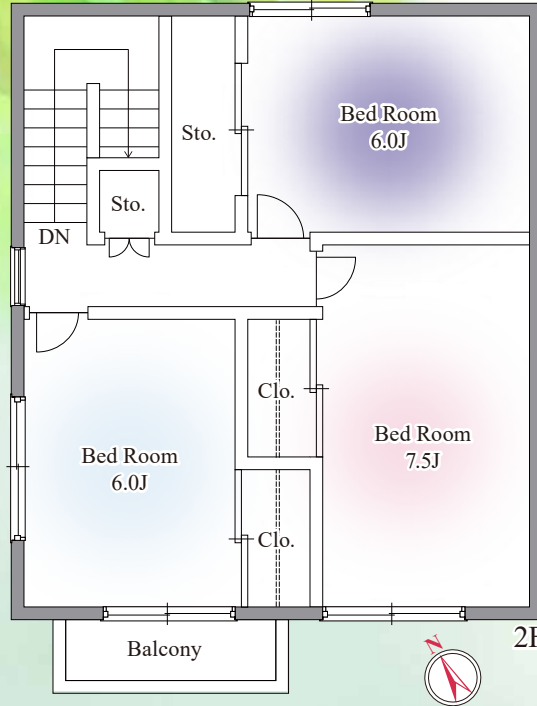 Bed Room
6.0J
Sto.
Sto.
DN
Clo.
Bed Room
7.5J
Bed Room
6.0J
Clo.
Balcony
N